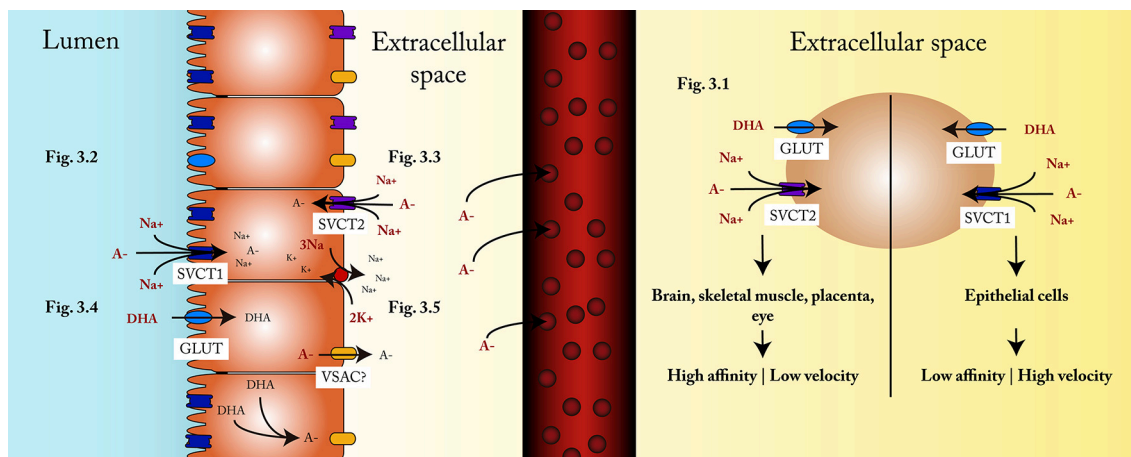 Lumen
Extracellular
space
Fig. 3.2
Fig. 3.3
Na+
A-
A-
SVCT2
Na+
Na+
A-
Na+
Na+
A-
Na+
SVCT1
3Na
K+
K+
Na+
Na+
Na+
2K+
Fig. 3.4
Fig. 3.5
DHA
DHA
GLUT
A-
A-
VSAC?
DHA
DHA
A-
A-
A-
A-
Extracellular space
Fig. 3.1
DHA
GLUT
Na+
A-
Na+
SVCT2
DHA
GLUT
Na+
A-
Na+
SVCT1
Brain, skeletal muscle, placenta,
eye
High affinity | Low velocity
Epithelial cells
Low affinity | High velocity